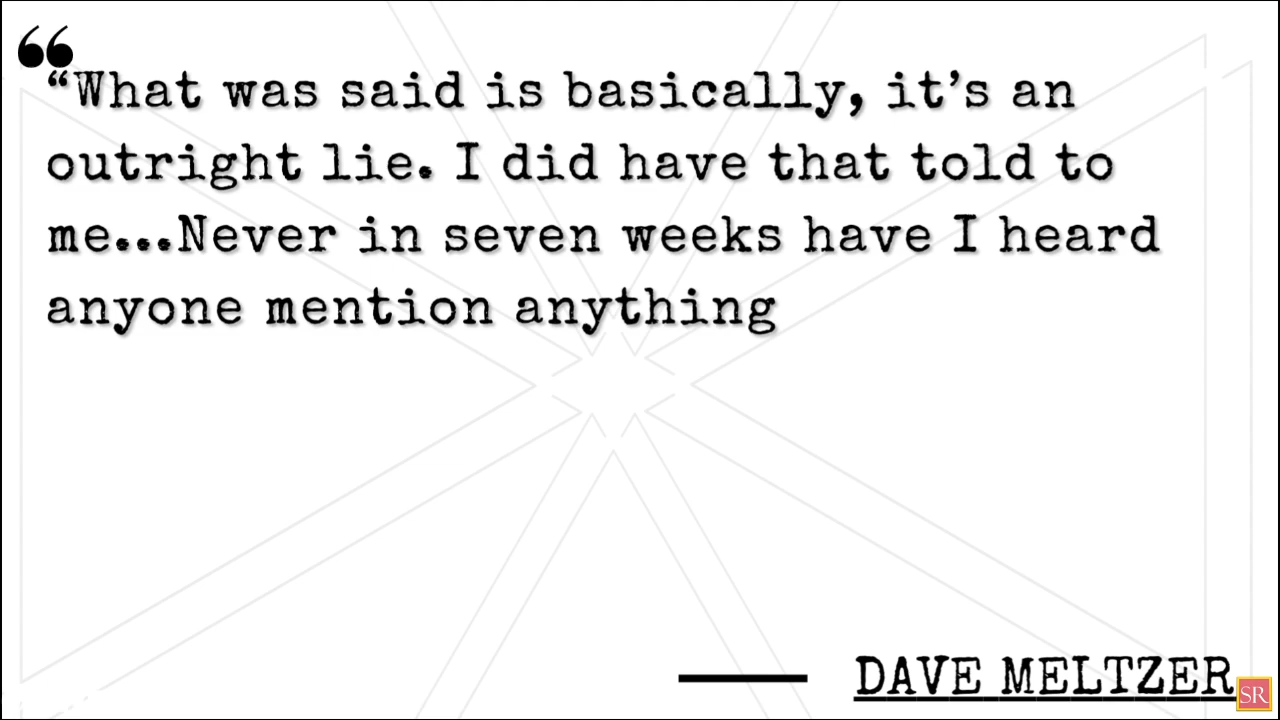 ❝
“What was said is basically, it’s an
outright lie. I did have that told to
me...Never in seven weeks have I heard
anyone mention anything
DAVE MELTZER
SR